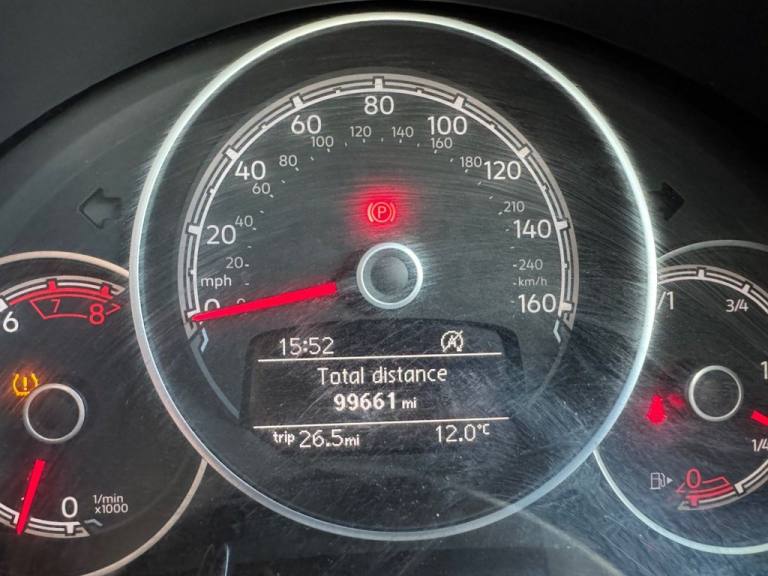 80
60 100
120 140
100 160
40 80 180 120
60
20 40 210 140
20 240
mph km/h
0 0 160
P
15:52 A
Total distance
99661 mi
trip 26.5mi 12.0°C
6 7 8
0 1/min
x1000
/1 3/4
1/4
0